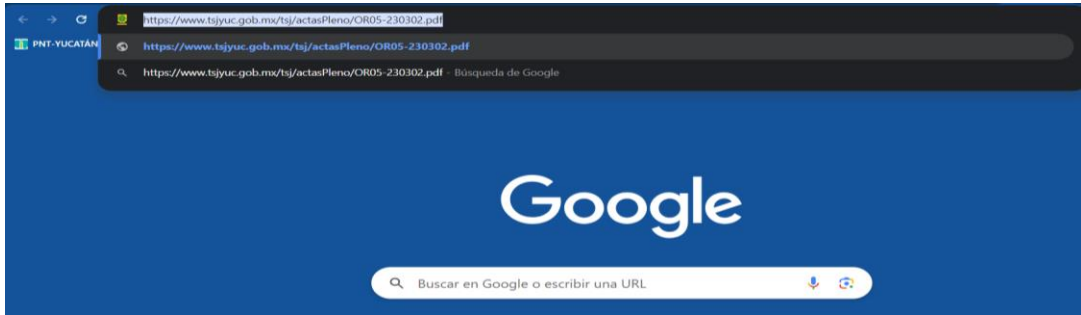 https://www.tsjyuc.gob.mx/tsj/actasPleno/OR05-230302.pdf
PNT-YUCATÁN
https://www.tsjyuc.gob.mx/tsj/actasPleno/OR05-230302.pdf
https://www.tsjyuc.gob.mx/tsj/actasPleno/OR05-230302.pdf - Búsqueda de Google
Google
Buscar en Google o escribir una URL